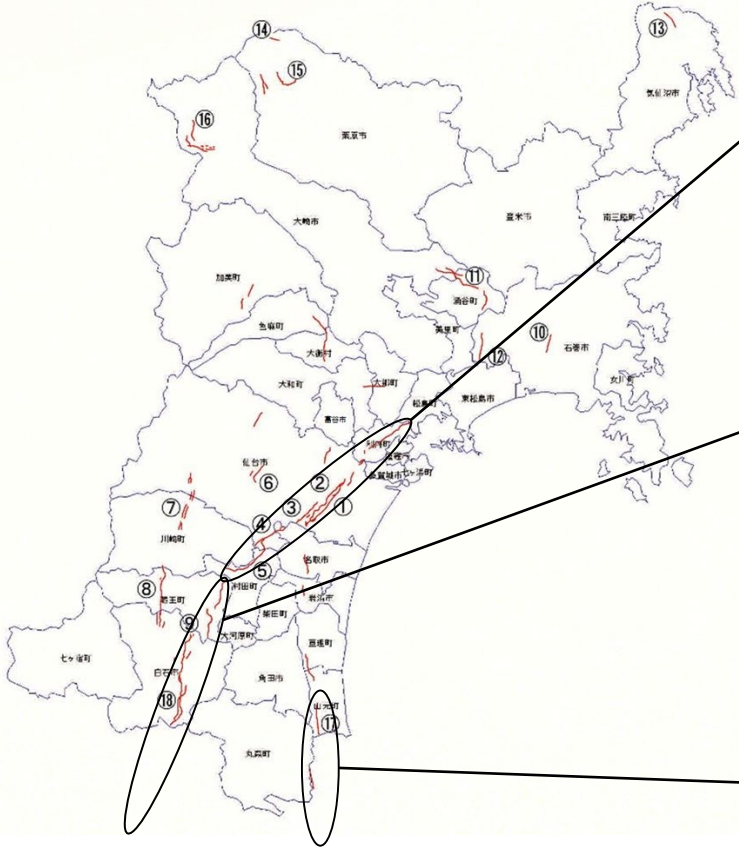 ⑬
⑭
⑮
気仙沼市
⑯
栗原市
登米市
南三陸町
大崎市
加美町
⑪
涌谷町
色麻町
美里町
⑩
石巻市
大衡村
⑫
大和町
大郷町
女川町
東松島市
松島町
富谷市
利府町
仙台市
塩竈市
七ヶ浜町
多賀城市
⑥
②
⑦
③
①
④
川崎町
名取市
⑤
⑧
村田町
蔵王町
岩沼市
柴田町
⑨
大河原町
亘理町
七ヶ宿町
白石市
角田市
⑱
山元町
⑰
丸森町